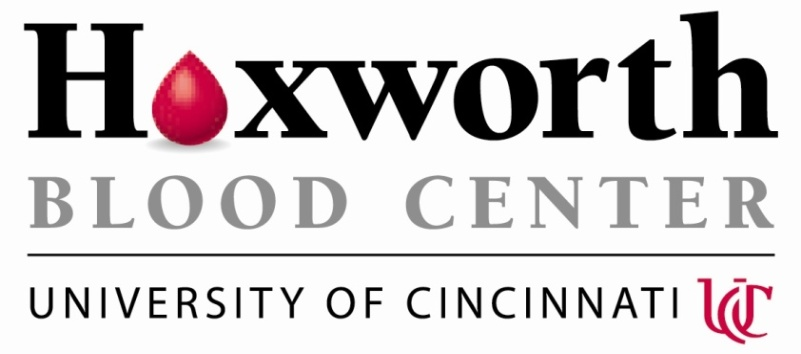 Hoxworth
BLOOD CENTER
UNIVERSITY OF CINCINNATI UC